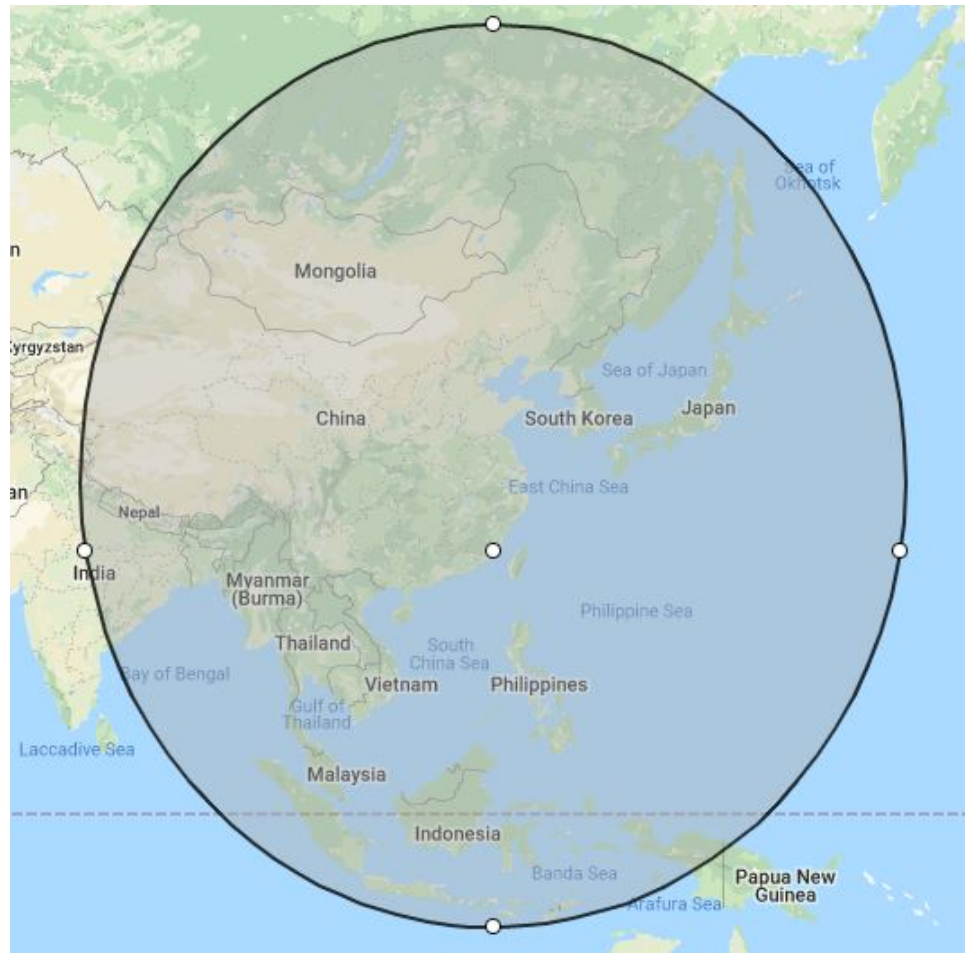 Sea of
Okhotsk
n
Mongolia
Kyrgyzstan
Sea of Japan
China
South Korea
Japan
an
East China Sea
Nepal
India
Myanmar
(Burma)
Philippine Sea
Thailand
South
China Sea
Bay of Bengal
Vietnam
Philippines
Gulf of
Thailand
Laccadive Sea
Malaysia
Indonesia
Banda Sea
Papua New
Guinea
Arafura Sea